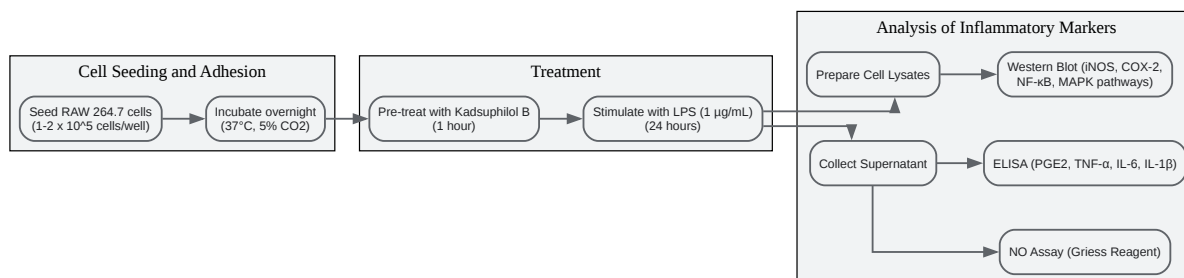 Cell Seeding and Adhesion
Seed RAW 264.7 cells
(1-2 x 10^5 cells/well)
Incubate overnight
(37°C, 5% CO2)
Treatment
Pre-treat with Kadsuphilol B
(1 hour)
Stimulate with LPS (1 μg/mL)
(24 hours)
Analysis of Inflammatory Markers
Prepare Cell Lysates
Western Blot (iNOS, COX-2,
NF-κB, MAPK pathways)
Collect Supernatant
ELISA (PGE2, TNF-α, IL-6, IL-1β)
NO Assay (Griess Reagent)